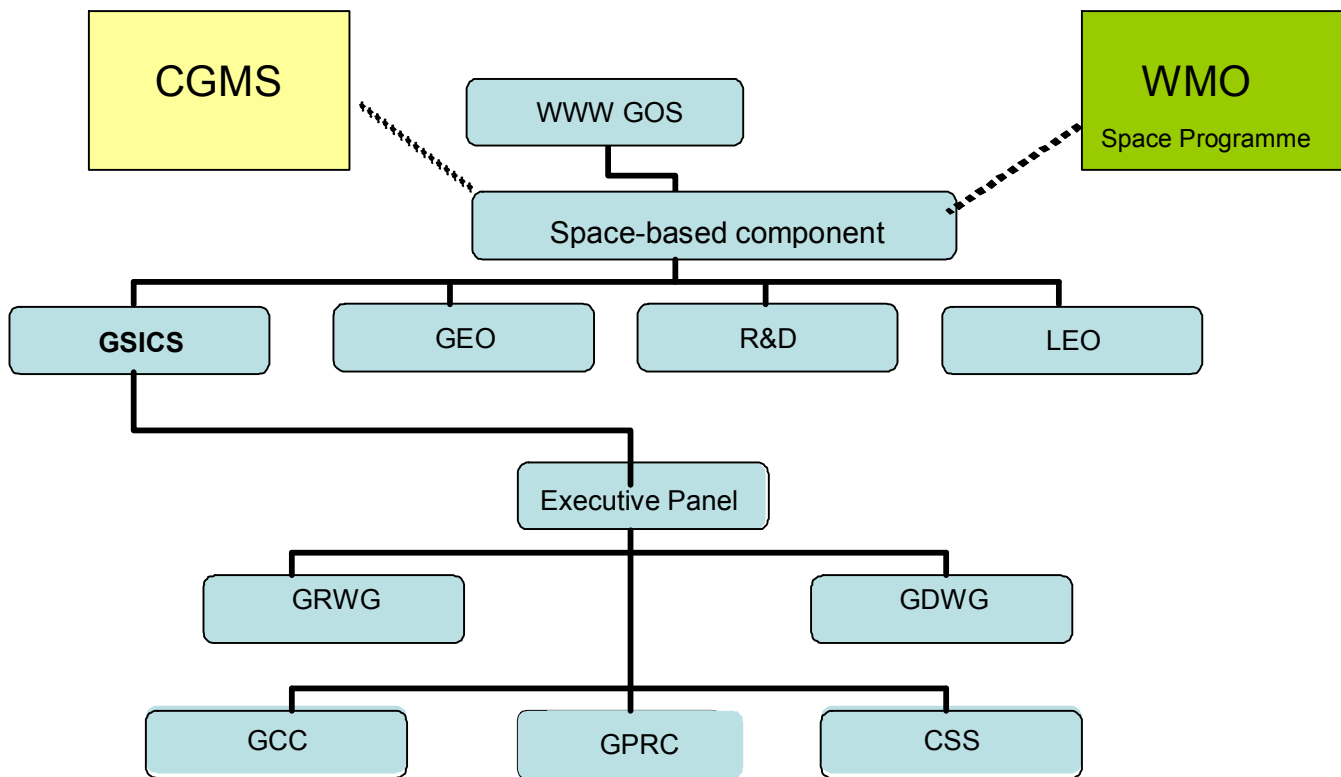 CGMS
WWW GOS
WMO
Space Programme
Space-based component
GSICS
GEO
R&D
LEO
Executive Panel
GRWG
GDWG
GCC
GPRC
CSS